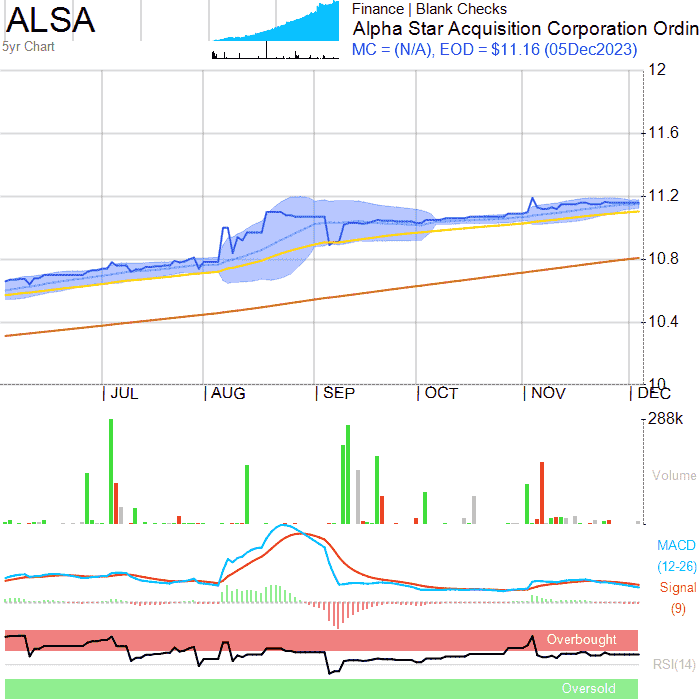 ALSA
5yr Chart
Finance | Blank Checks
Alpha Star Acquisition Corporation Ordin
MC = (N/A), EOD = $11.16 (05Dec2023)
12
11.6
11.2
10.8
10.4
10
JUL AUG SEP OCT NOV DEC
288k
Volume
MACD
(12-26)
Signal
(9)
Overbought
RSI(14)
Oversold